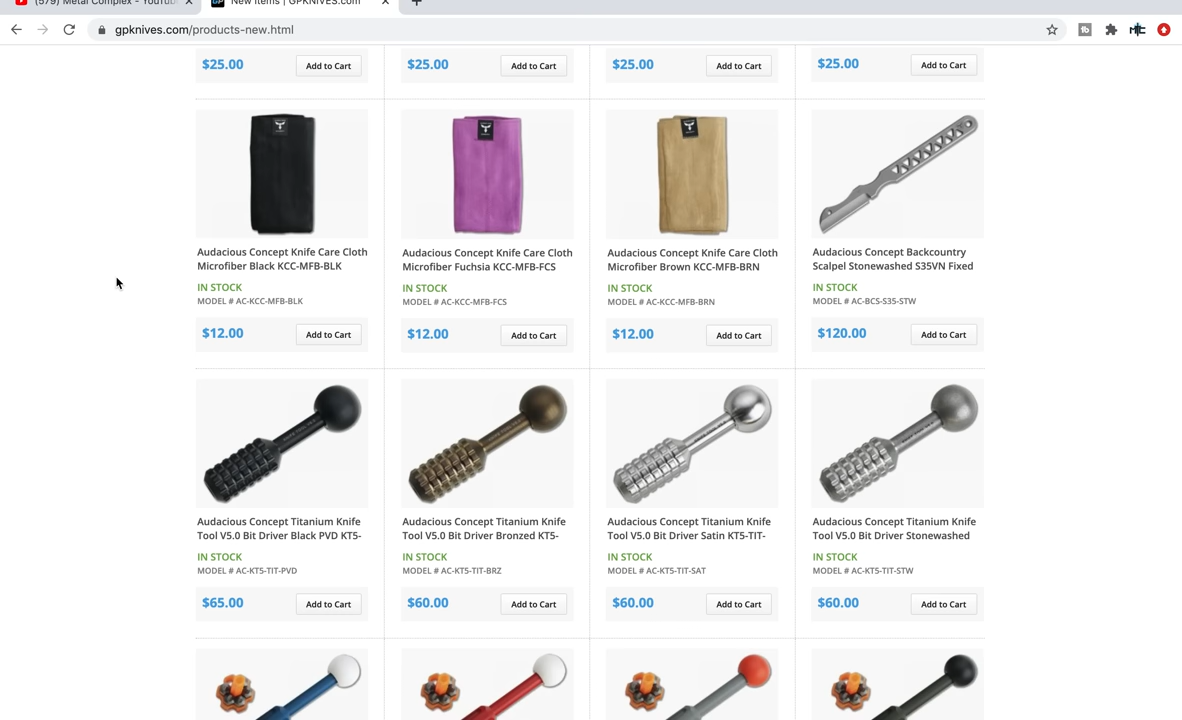 (579) Metal Complex - YouTube
New Items | GPKNIVES.com
gpknives.com/products-new.html
$25.00 Add to Cart $25.00 Add to Cart $25.00 Add to Cart $25.00 Add to Cart
Audacious Concept Knife Care Cloth
Microfiber Black KCC-MFB-BLK
IN STOCK
MODEL # AC-KCC-MFB-BLK
$12.00 Add to Cart
Audacious Concept Knife Care Cloth
Microfiber Fuchsia KCC-MFB-FCS
IN STOCK
MODEL # AC-KCC-MFB-FCS
$12.00 Add to Cart
Audacious Concept Knife Care Cloth
Microfiber Brown KCC-MFB-BRN
IN STOCK
MODEL # AC-KCC-MFB-BRN
$12.00 Add to Cart
Audacious Concept Backcountry
Scalpel Stonewashed S35VN Fixed
IN STOCK
MODEL # AC-BCS-S35-STW
$120.00 Add to Cart
Audacious Concept Titanium Knife
Tool V5.0 Bit Driver Black PVD KT5-
IN STOCK
MODEL # AC-KT5-TIT-PVD
$65.00 Add to Cart
Audacious Concept Titanium Knife
Tool V5.0 Bit Driver Bronzed KT5-
IN STOCK
MODEL # AC-KT5-TIT-BRZ
$60.00 Add to Cart
Audacious Concept Titanium Knife
Tool V5.0 Bit Driver Satin KT5-TIT-
IN STOCK
MODEL # AC-KT5-TIT-SAT
$60.00 Add to Cart
Audacious Concept Titanium Knife
Tool V5.0 Bit Driver Stonewashed
IN STOCK
MODEL # AC-KT5-TIT-STW
$60.00 Add to Cart